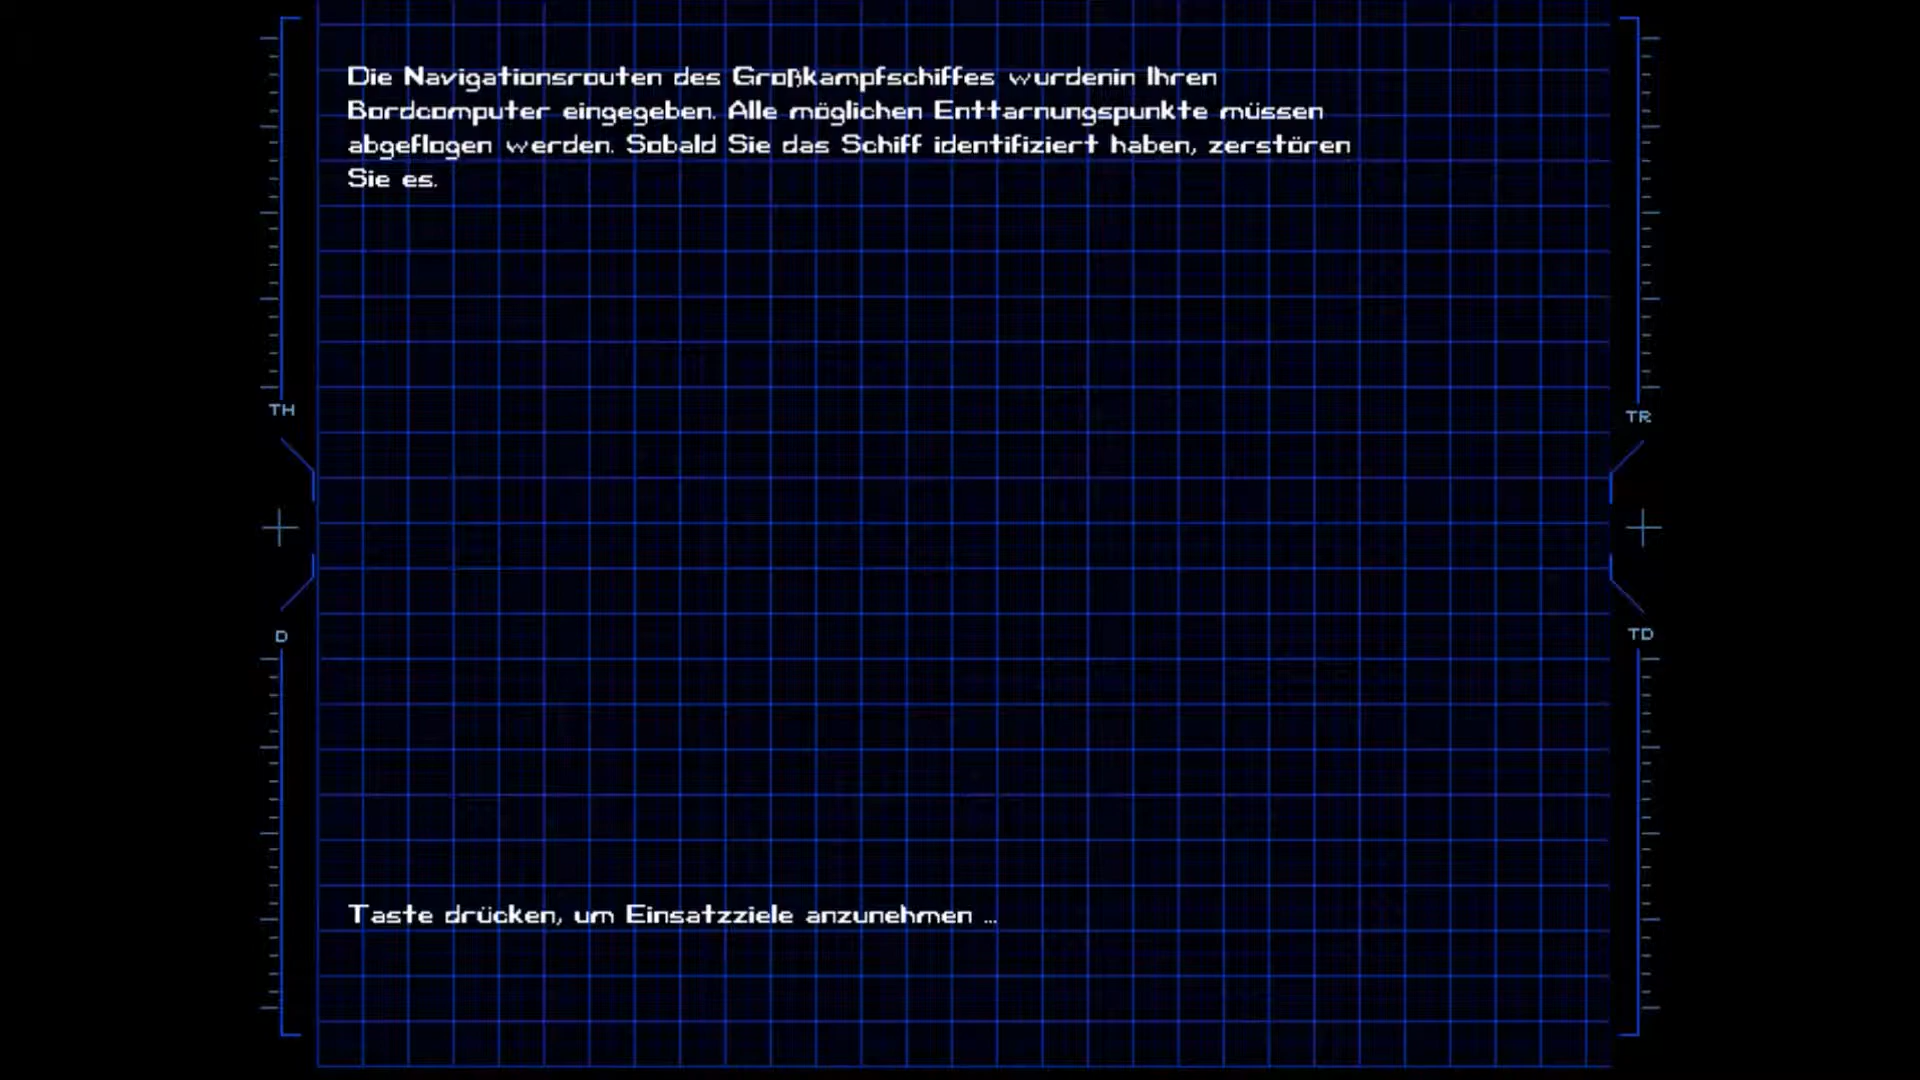 Die Navigationsrouten des Großkampfschiffes wurdenin Ihren
Bordcomputer eingegeben. Alle möglichen Enttarnungspunkte müssen
abgeflogen werden. Sobald Sie das Schiff identifiziert haben, zerstören
Sie es.
TH
TR
D
TD
Taste drücken, um Einsatzziele anzunehmen ...